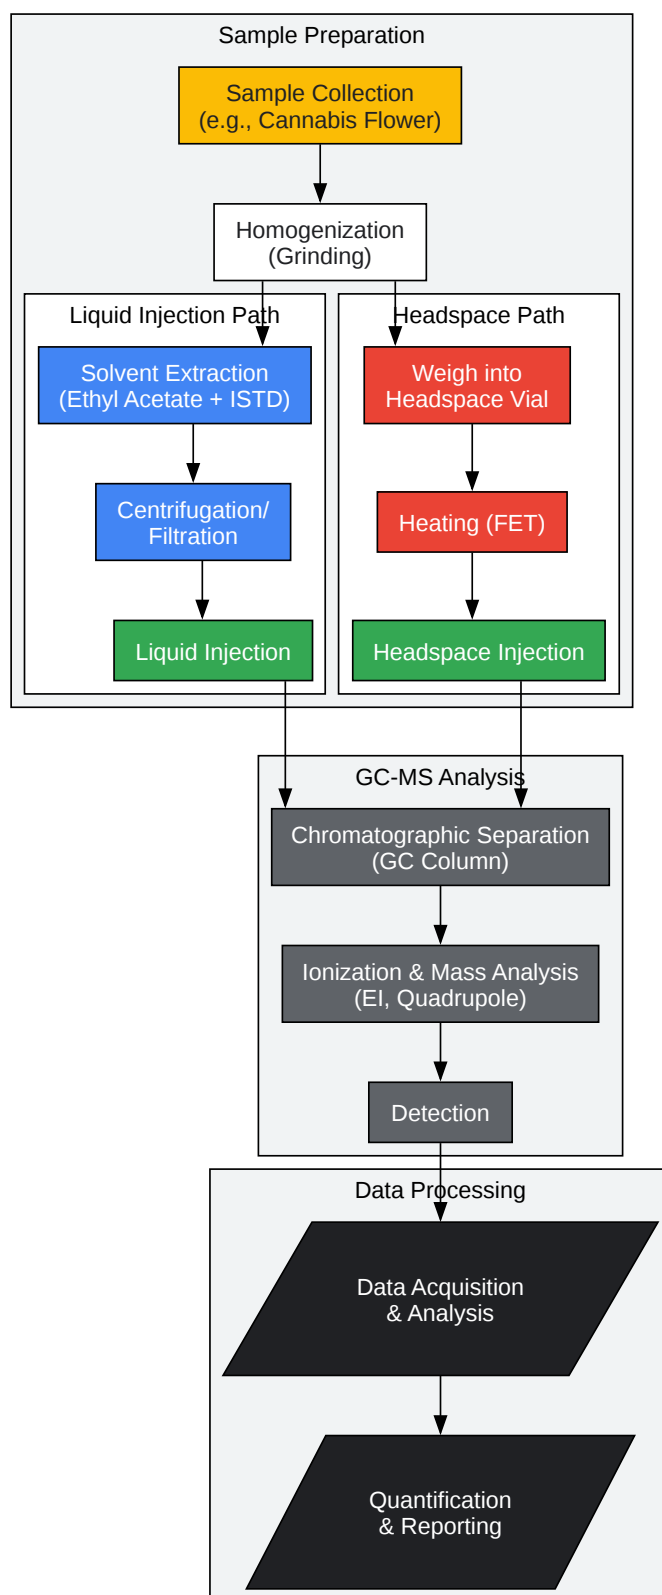 Sample Preparation
Sample Collection
(e.g., Cannabis Flower)
Homogenization
(Grinding)
Liquid Injection Path
Solvent Extraction
(Ethyl Acetate + ISTD)
Centrifugation/
Filtration
Liquid Injection
Headspace Path
Weigh into
Headspace Vial
Heating (FET)
Headspace Injection
GC-MS Analysis
Chromatographic Separation
(GC Column)
Ionization & Mass Analysis
(EI, Quadrupole)
Detection
Data Processing
Data Acquisition
& Analysis
Quantification
& Reporting